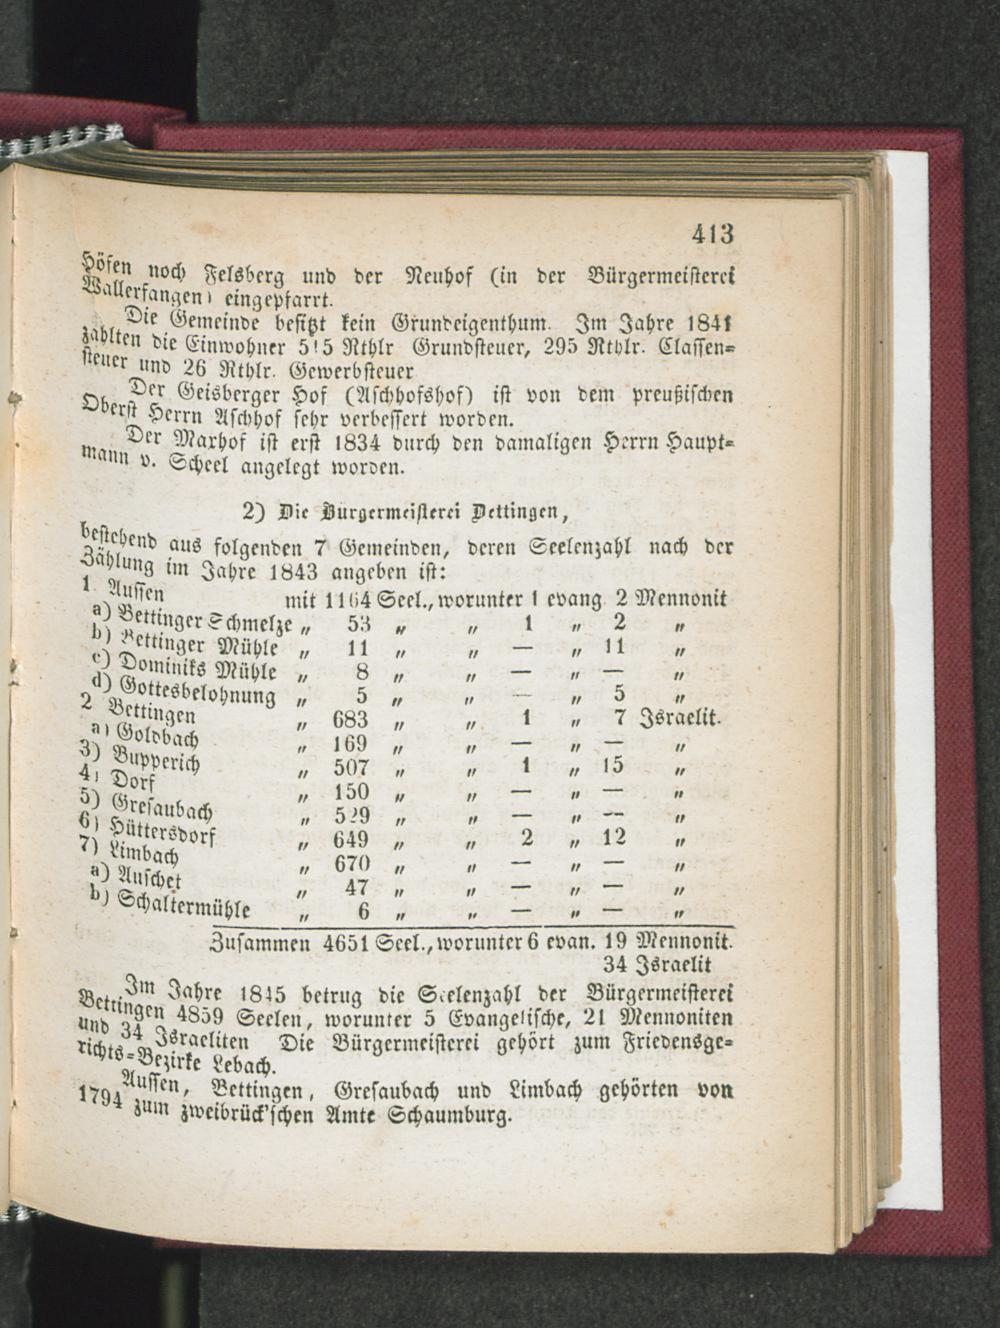 413
Höfen noch Felsberg und der Neuhof (in der Bürgermeisterei
Wallerfangen) eingepfarrt.
Die Gemeinde besitzt kein Grundeigenthum. Im Jahre 1841
zahlten die Einwohner 515 Rthlr Grundsteuer, 295 Rthlr. Classen=
steuer und 26 Rthlr. Gewerbsteuer
Der Geisberger Hof (Aschhofshof) ist von dem preußischen
Oberst Herrn Aschhof sehr verbessert worden.
Der Maxhof ist erst 1834 durch den damaligen Herrn Haupt=
mann v. Scheel angelegt worden.
2) Die Bürgermeisterei Bettingen,
bestehend aus folgenden 7 Gemeinden, deren Seelenzahl nach der
Zählung im Jahre 1843 angeben ist:
1 Aussen mit 1164 Seel., worunter 1 evang. 2 Mennonit
a) Bettinger Schmelze „ 53 „ „ 1 „ 2 „
b) Bettinger Mühle „ 11 „ „ — „ 11 „
c) Dominiks Mühle „ 8 „ „ — „ — „
d) Gottesbelohnung „ 5 „ „ — „ 5 „
2 Bettingen „ 683 „ „ 1 „ 7 Israelit.
a) Goldbach „ 169 „ „ — „ — „
3) Bupperich „ 507 „ „ 1 „ 15 „
4) Dorf „ 150 „ „ — „ — „
5) Gresaubach „ 529 „ „ — „ — „
6) Hüttersdorf „ 649 „ „ 2 „ 12 „
7) Limbach „ 670 „ „ — „ — „
a) Auschet „ 47 „ „ — „ — „
b) Schaltermühle „ 6 „ „ — „ — „
Zusammen 4651 Seel., worunter 6 evan. 19 Mennonit.
34 Israelit
Im Jahre 1845 betrug die Seelenzahl der Bürgermeisterei
Bettingen 4859 Seelen, worunter 5 Evangelische, 21 Mennoniten
und 34 Israeliten Die Bürgermeisterei gehört zum Friedensge=
richts=Bezirke Lebach.
Aussen, Bettingen, Gresaubach und Limbach gehörten von
1794 zum zweibrück'schen Amte Schaumburg.